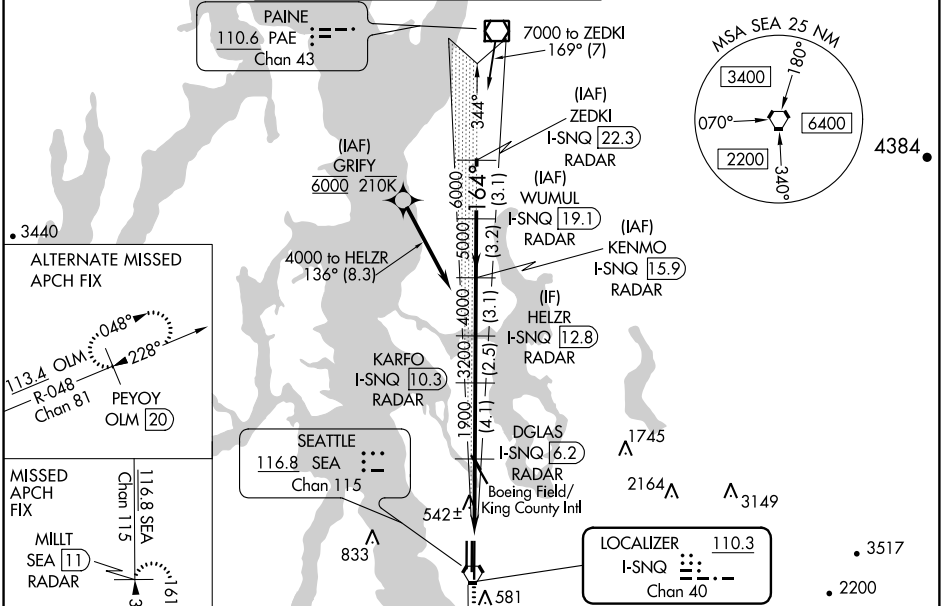 PAINE
110.6 PAE
Chan 43
7000 to ZEDKI
169° (7)
MSA SEA 25 NM
3400
180°
070°
6400
2200
340°
4384
344°
(IAF)
ZEDKI
I-SNQ 22.3
RADAR
(IAF)
GRIFY
6000 210K
6000
164°
(3.1)
(IAF)
WUMUL
I-SNQ 19.1
RADAR
5000
(3.2)
(IAF)
KENMO
I-SNQ 15.9
RADAR
3440
4000 to HELZR
136° (8.3)
4000
(3.1)
(IF)
HELZR
I-SNQ 12.8
RADAR
ALTERNATE MISSED
APCH FIX
048°
228°
113.4 OLM
R-048
Chan 81
PEYOY
OLM 20
KARFO
I-SNQ 10.3
RADAR
3200
(2.5)
1900
(4.1)
DGLAS
I-SNQ 6.2
RADAR
Boeing Field/
King County Intl
SEATTLE
116.8 SEA
Chan 115
1745
2164
3149
MISSED
APCH
FIX
116.8 SEA
Chan 115
MILLT
SEA 11
RADAR
161
3
542±
833
581
LOCALIZER 110.3
I-SNQ
Chan 40
3517
2200